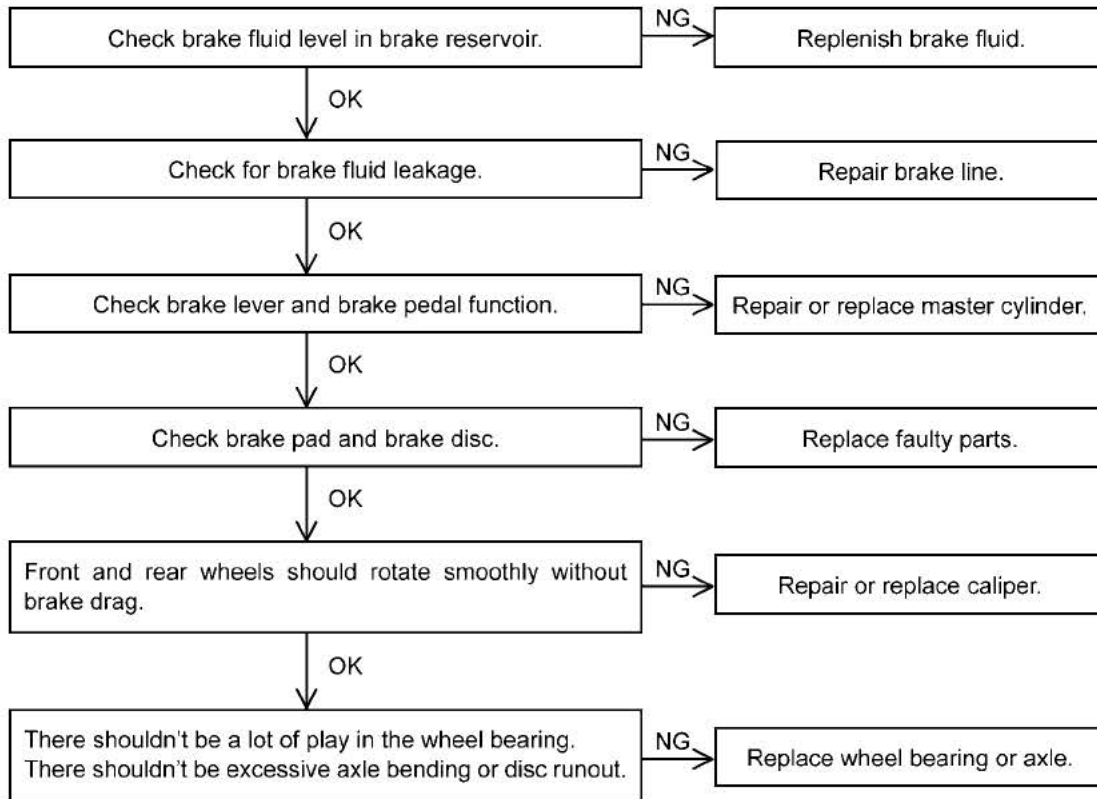 Check brake fluid level in brake reservoir.
NG
Replenish brake fluid.
OK
Check for brake fluid leakage.
NG
Repair brake line.
OK
Check brake lever and brake pedal function.
NG
Repair or replace master cylinder.
OK
Check brake pad and brake disc.
NG
Replace faulty parts.
OK
Front and rear wheels should rotate smoothly without
brake drag.
NG
Repair or replace caliper.
OK
There shouldn't be a lot of play in the wheel bearing.
There shouldn't be excessive axle bending or disc runout.
NG
Replace wheel bearing or axle.